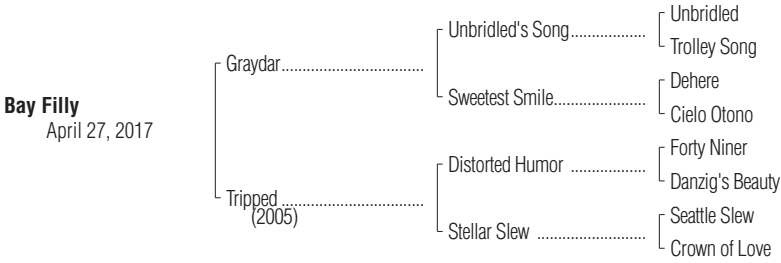 Unbridled
Unbridled's Song..................
Trolley Song
Graydar..................................
Dehere
Sweetest Smile......................
Cielo Otono
Bay Filly
April 27, 2017
Forty Niner
Distorted Humor ..................
Danzig's Beauty
Tripped ..................................
(2005)
Seattle Slew
Stellar Slew ..........................
Crown of Love